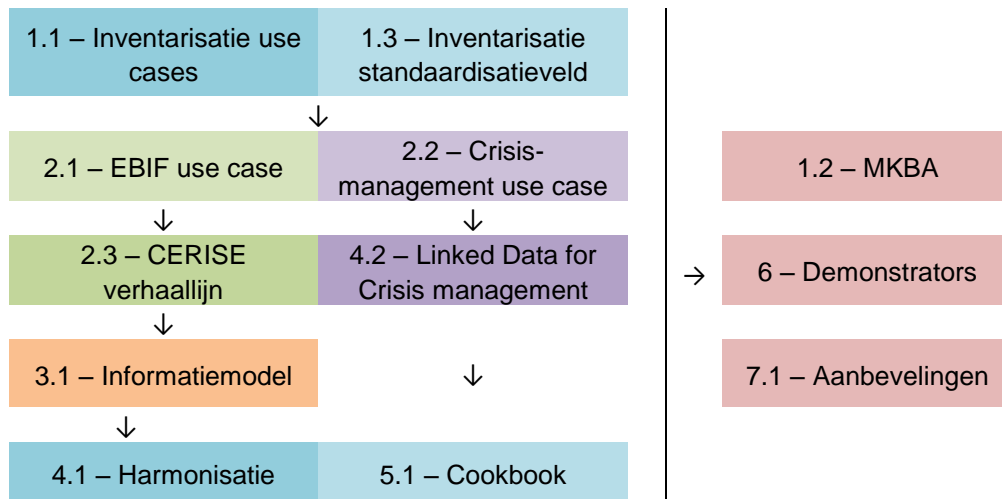 1.1 – Inventarisatie use
cases
1.3 – Inventarisatie
standaardisatieveld
↓
2.1 – EBIF use case
2.2 – Crisis-
management use case
↓
↓
2.3 – CERISE
verhaallijn
4.2 – Linked Data for
Crisis management
↓
3.1 – Informatiemodel
↓
↓
4.1 – Harmonisatie
5.1 – Cookbook
→
1.2 – MKBA
6 – Demonstrators
7.1 – Aanbevelingen